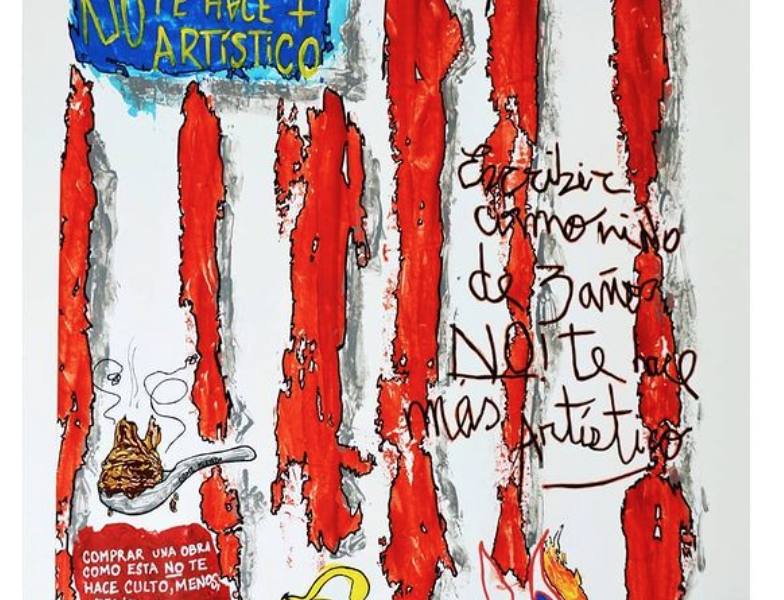 NO TE HACE +
ARTÍSTICO
Escribir
como niño
de 3 años
NO! te hace
más artístico
COMPRAR UNA OBRA
COMO ESTA NO TE
HACE CULTO, MENOS,